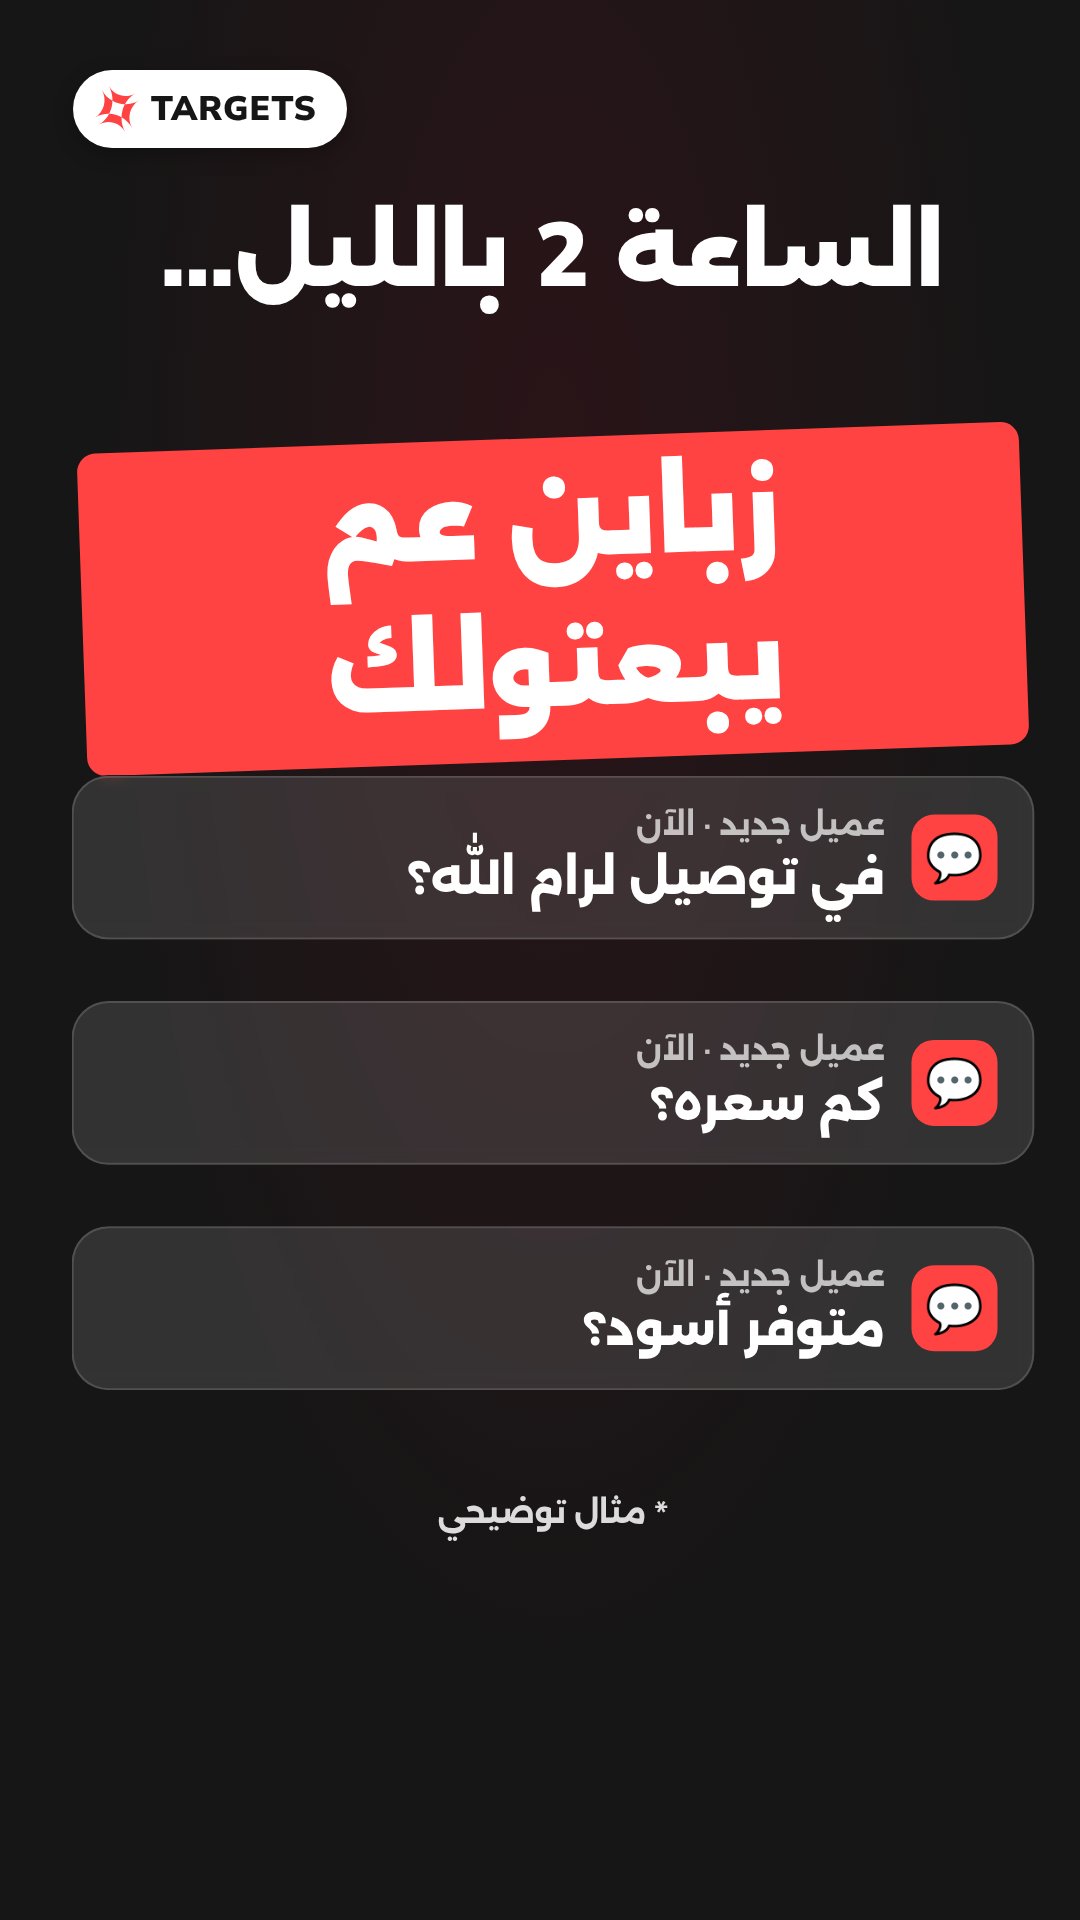 TARGETS
الساعة 2 بالليل...
زباين عم
يبعتولك
عميل جديد · الآن
في توصيل لرام الله؟
عميل جديد · الآن
كم سعره؟
عميل جديد · الآن
متوفر أسود؟
* مثال توضيحي